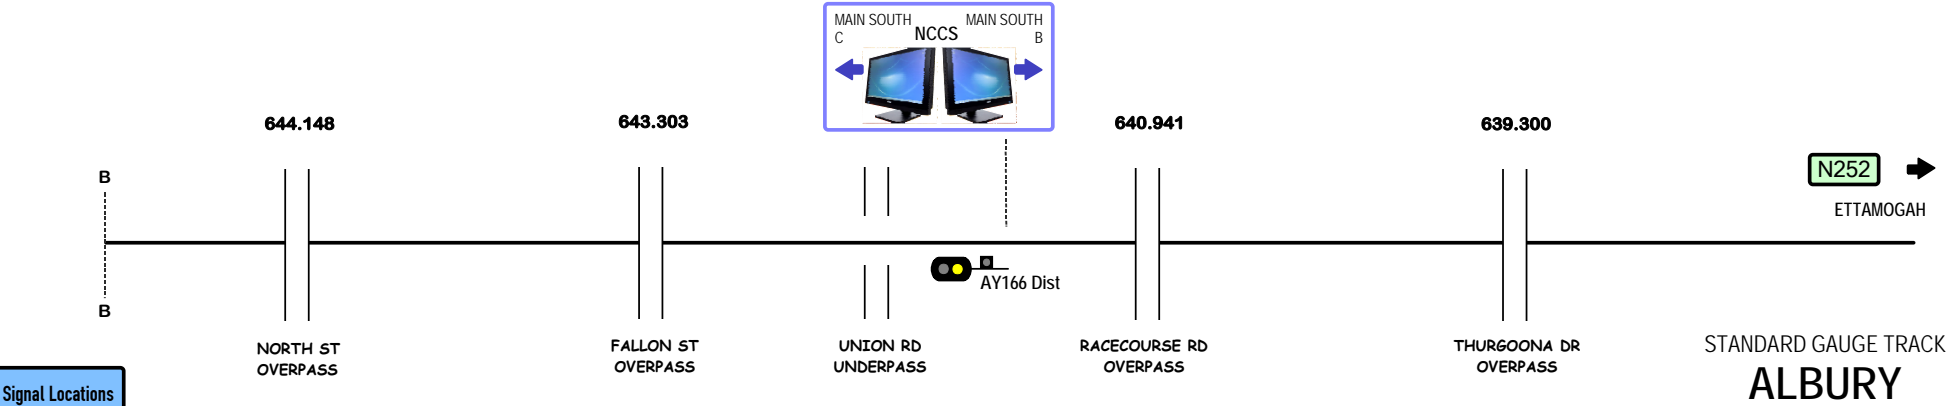 MAIN SOUTH MAIN SOUTH
C NCCS B
644.148
643.303
640.941
639.300
B
N252
ETTAMOGAH
AY166 Dist
B
NORTH ST
OVERPASS
FALLON ST
OVERPASS
UNION RD
UNDERPASS
RACECOURSE RD
OVERPASS
THURGOONA DR
OVERPASS
STANDARD GAUGE TRACK
ALBURY
Signal Locations